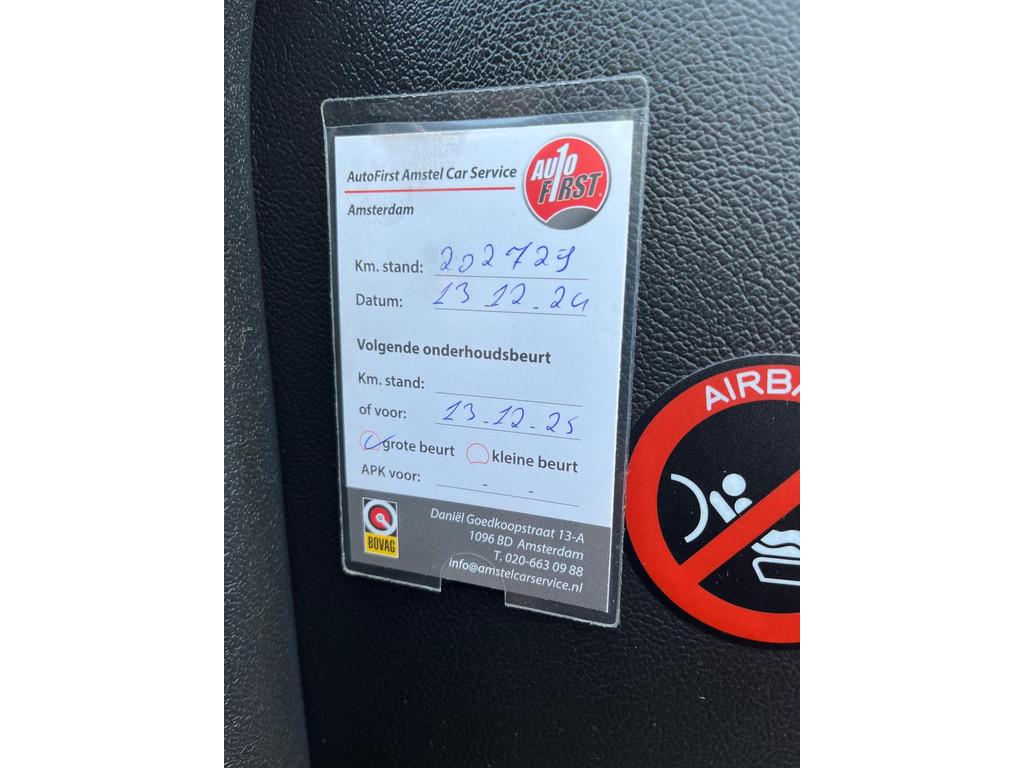 AutoFirst Amstel Car Service
AUTO FIRST
Amsterdam
Km. stand: 202729
Datum: 13.12.24
Volgende onderhoudsbeurt
Km. stand:
of voor: 13.12.25
grote beurt kleine beurt
APK voor: - -
BOVAG
Daniël Goedkoopstraat 13-A
1096 BD Amsterdam
T. 020-663 09 88
info@amstelcarservice.nl
AIRBA